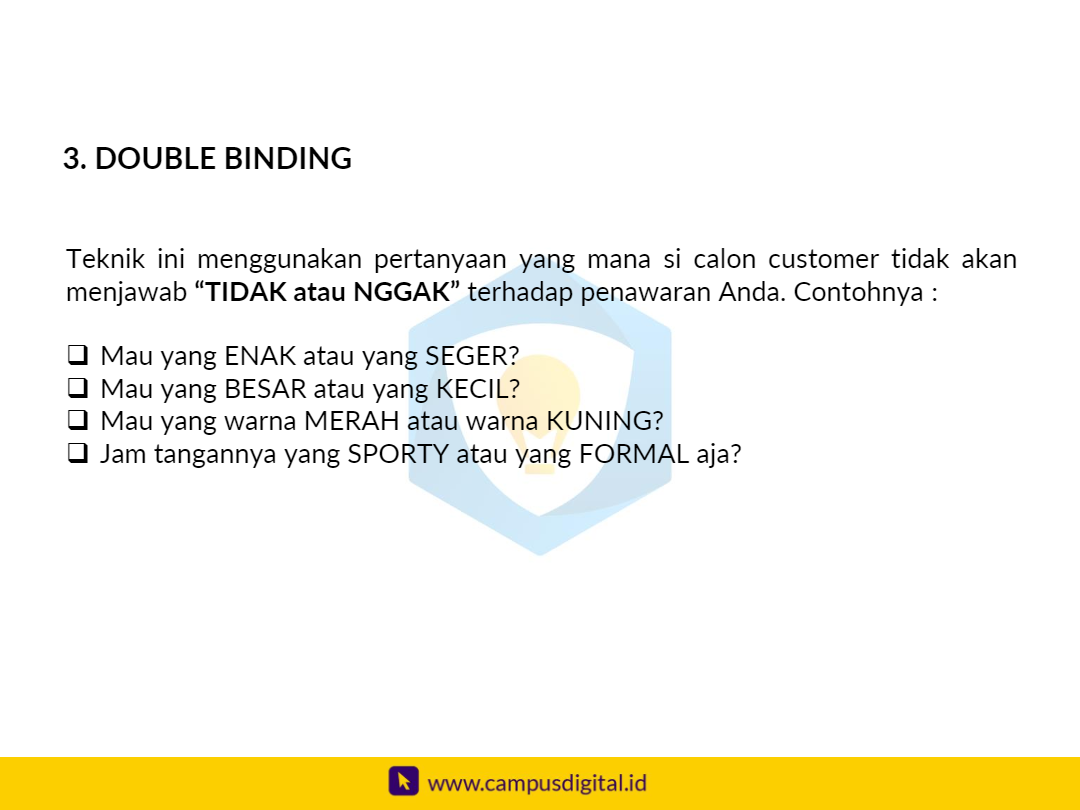 3. DOUBLE BINDING
Teknik ini menggunakan pertanyaan yang mana si calon customer tidak akan
menjawab “TIDAK atau NGGAK” terhadap penawaran Anda. Contohnya :
❑ Mau yang ENAK atau yang SEGER?
❑ Mau yang BESAR atau yang KECIL?
❑ Mau yang warna MERAH atau warna KUNING?
❑ Jam tangannya yang SPORTY atau yang FORMAL aja?
www.campusdigital.id